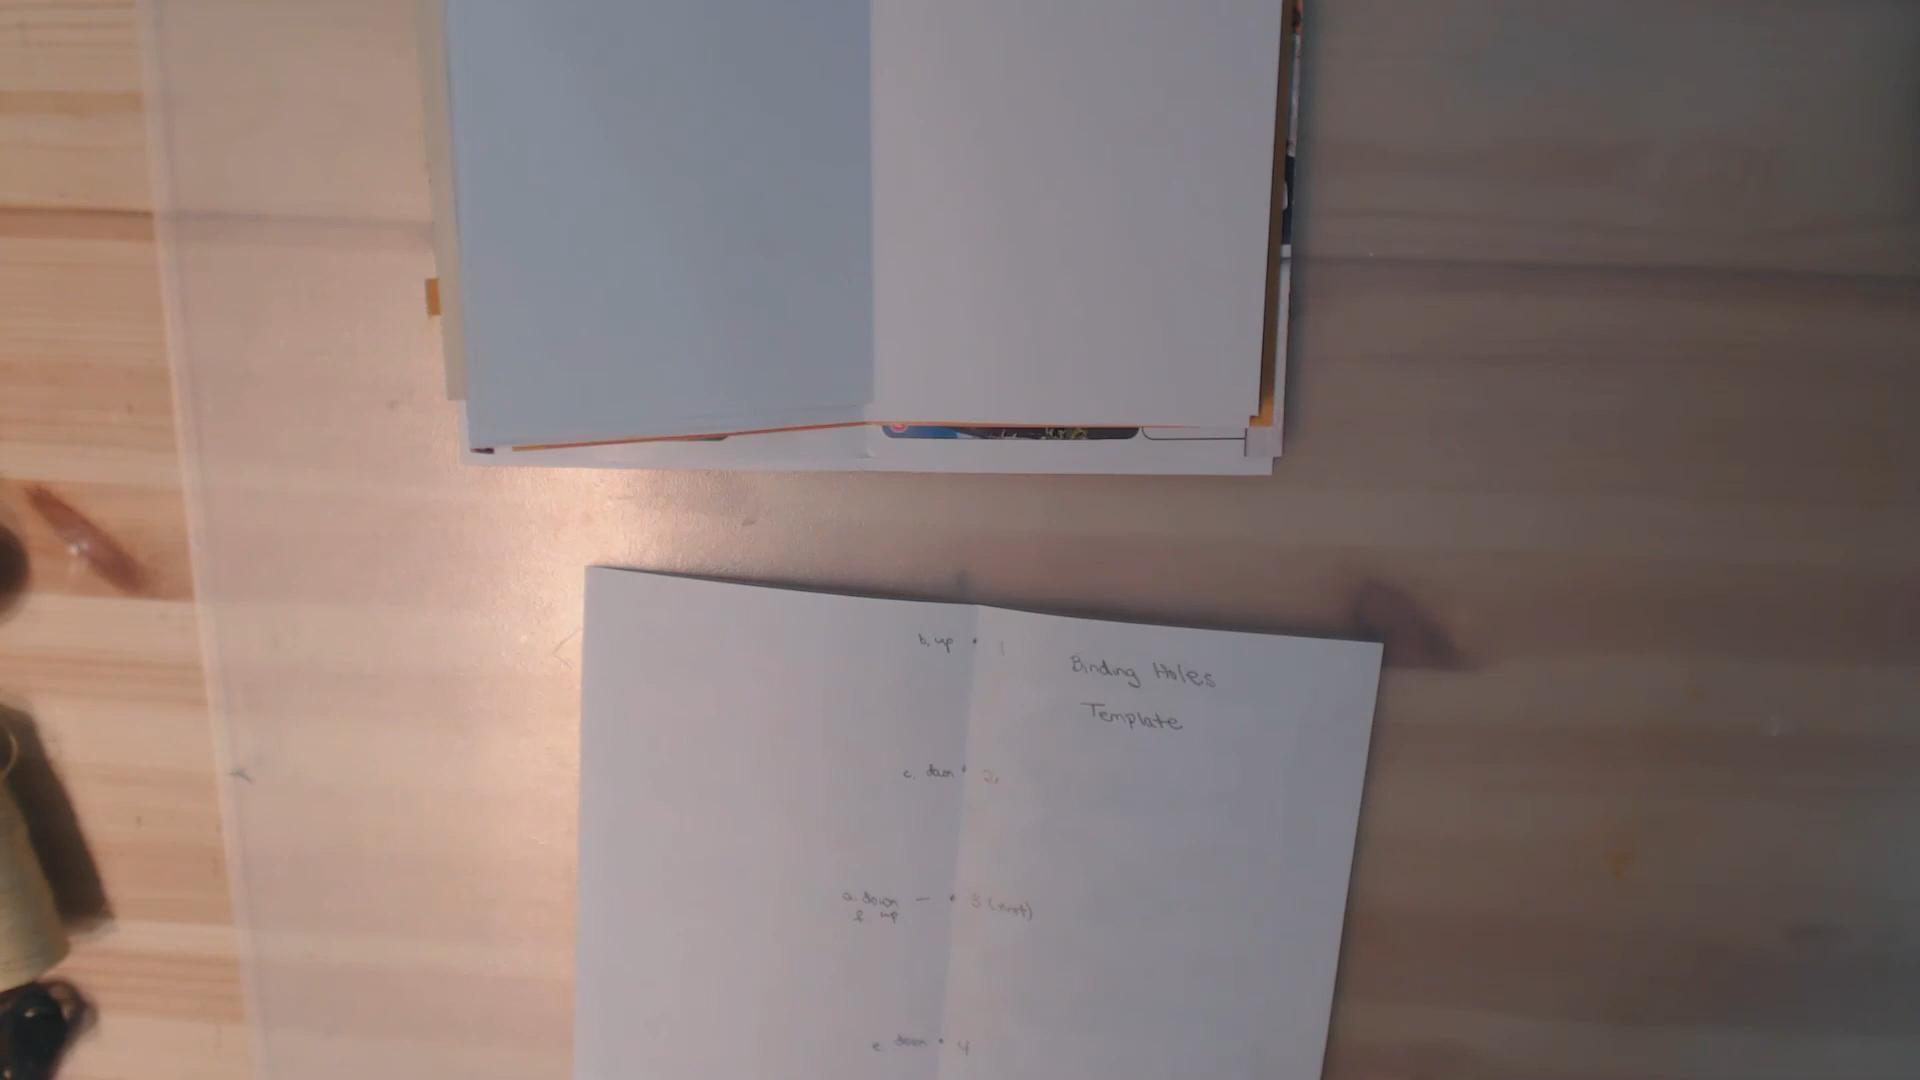 b. up • 1
Binding Holes
Template
c. down • 2.
a. down — • 3 (knot)
f. up
e down • 4